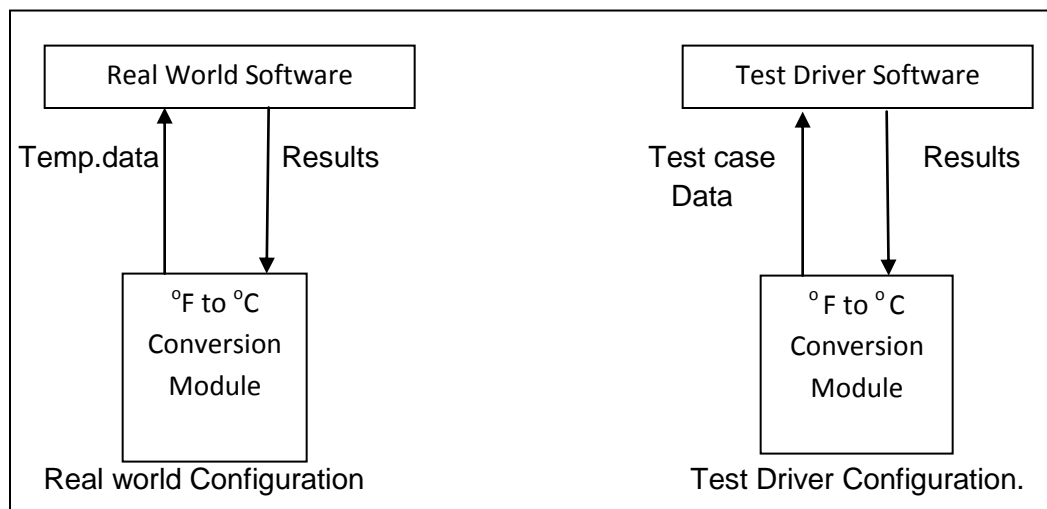 Real World Software
Temp.data
Results
°F to °C
Conversion
Module
Real world Configuration
Test Driver Software
Test case
Data
Results
° F to ° C
Conversion
Module
Test Driver Configuration.